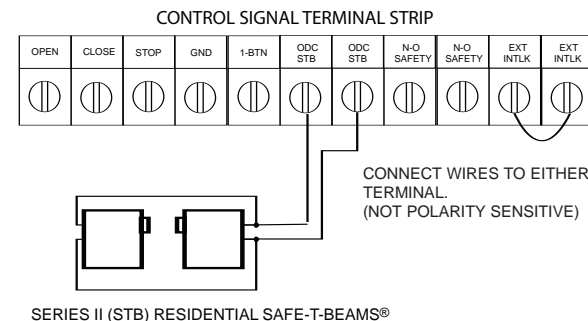 CONTROL SIGNAL TERMINAL STRIP
OPEN CLOSE STOP GND 1-BTN ODC STB ODC STB N-O SAFETY N-O SAFETY EXT INTLK EXT INTLK
CONNECT WIRES TO EITHER
TERMINAL.
(NOT POLARITY SENSITIVE)
SERIES II (STB) RESIDENTIAL SAFE-T-BEAMS®